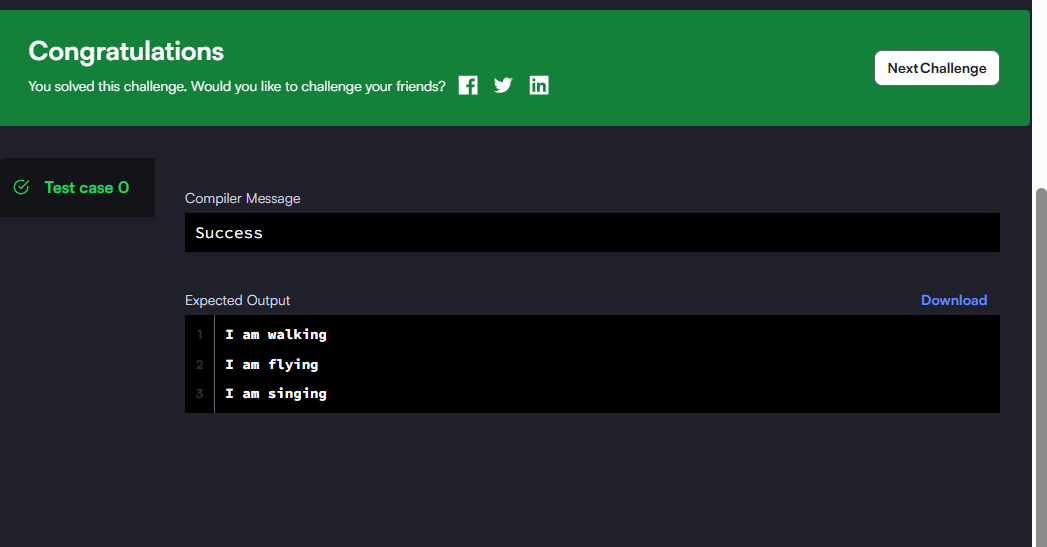 Congratulations
You solved this challenge. Would you like to challenge your friends?
Next Challenge
Test case 0
Compiler Message
Success
Expected Output
Download
1 I am walking
2 I am flying
3 I am singing